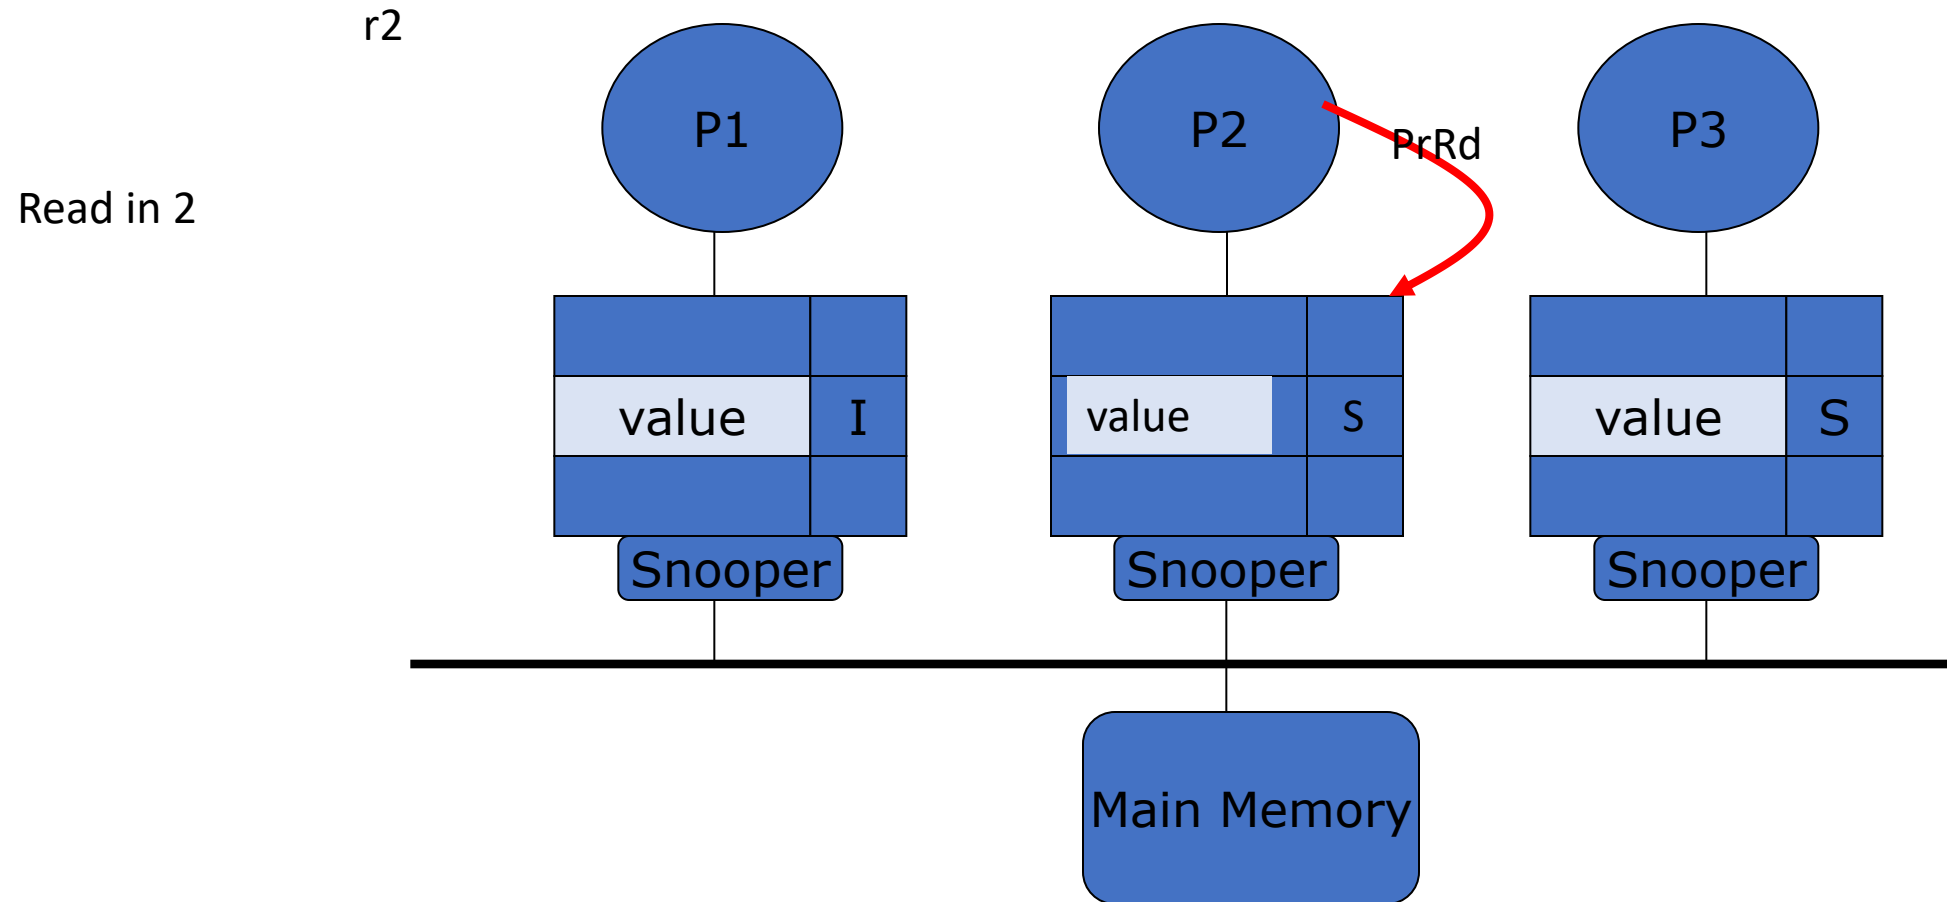 r2
P1
P2
PrRd
P3
Read in 2
value
I
value
S
value
S
Snooper
Snooper
Snooper
Main Memory